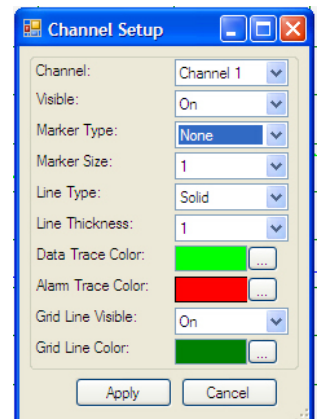 Channel Setup
Channel: Channel 1
Visible: On
Marker Type: None
Marker Size: 1
Line Type: Solid
Line Thickness: 1
Data Trace Color: ...
Alarm Trace Color: ...
Grid Line Visible: On
Grid Line Color: ...
Apply Cancel